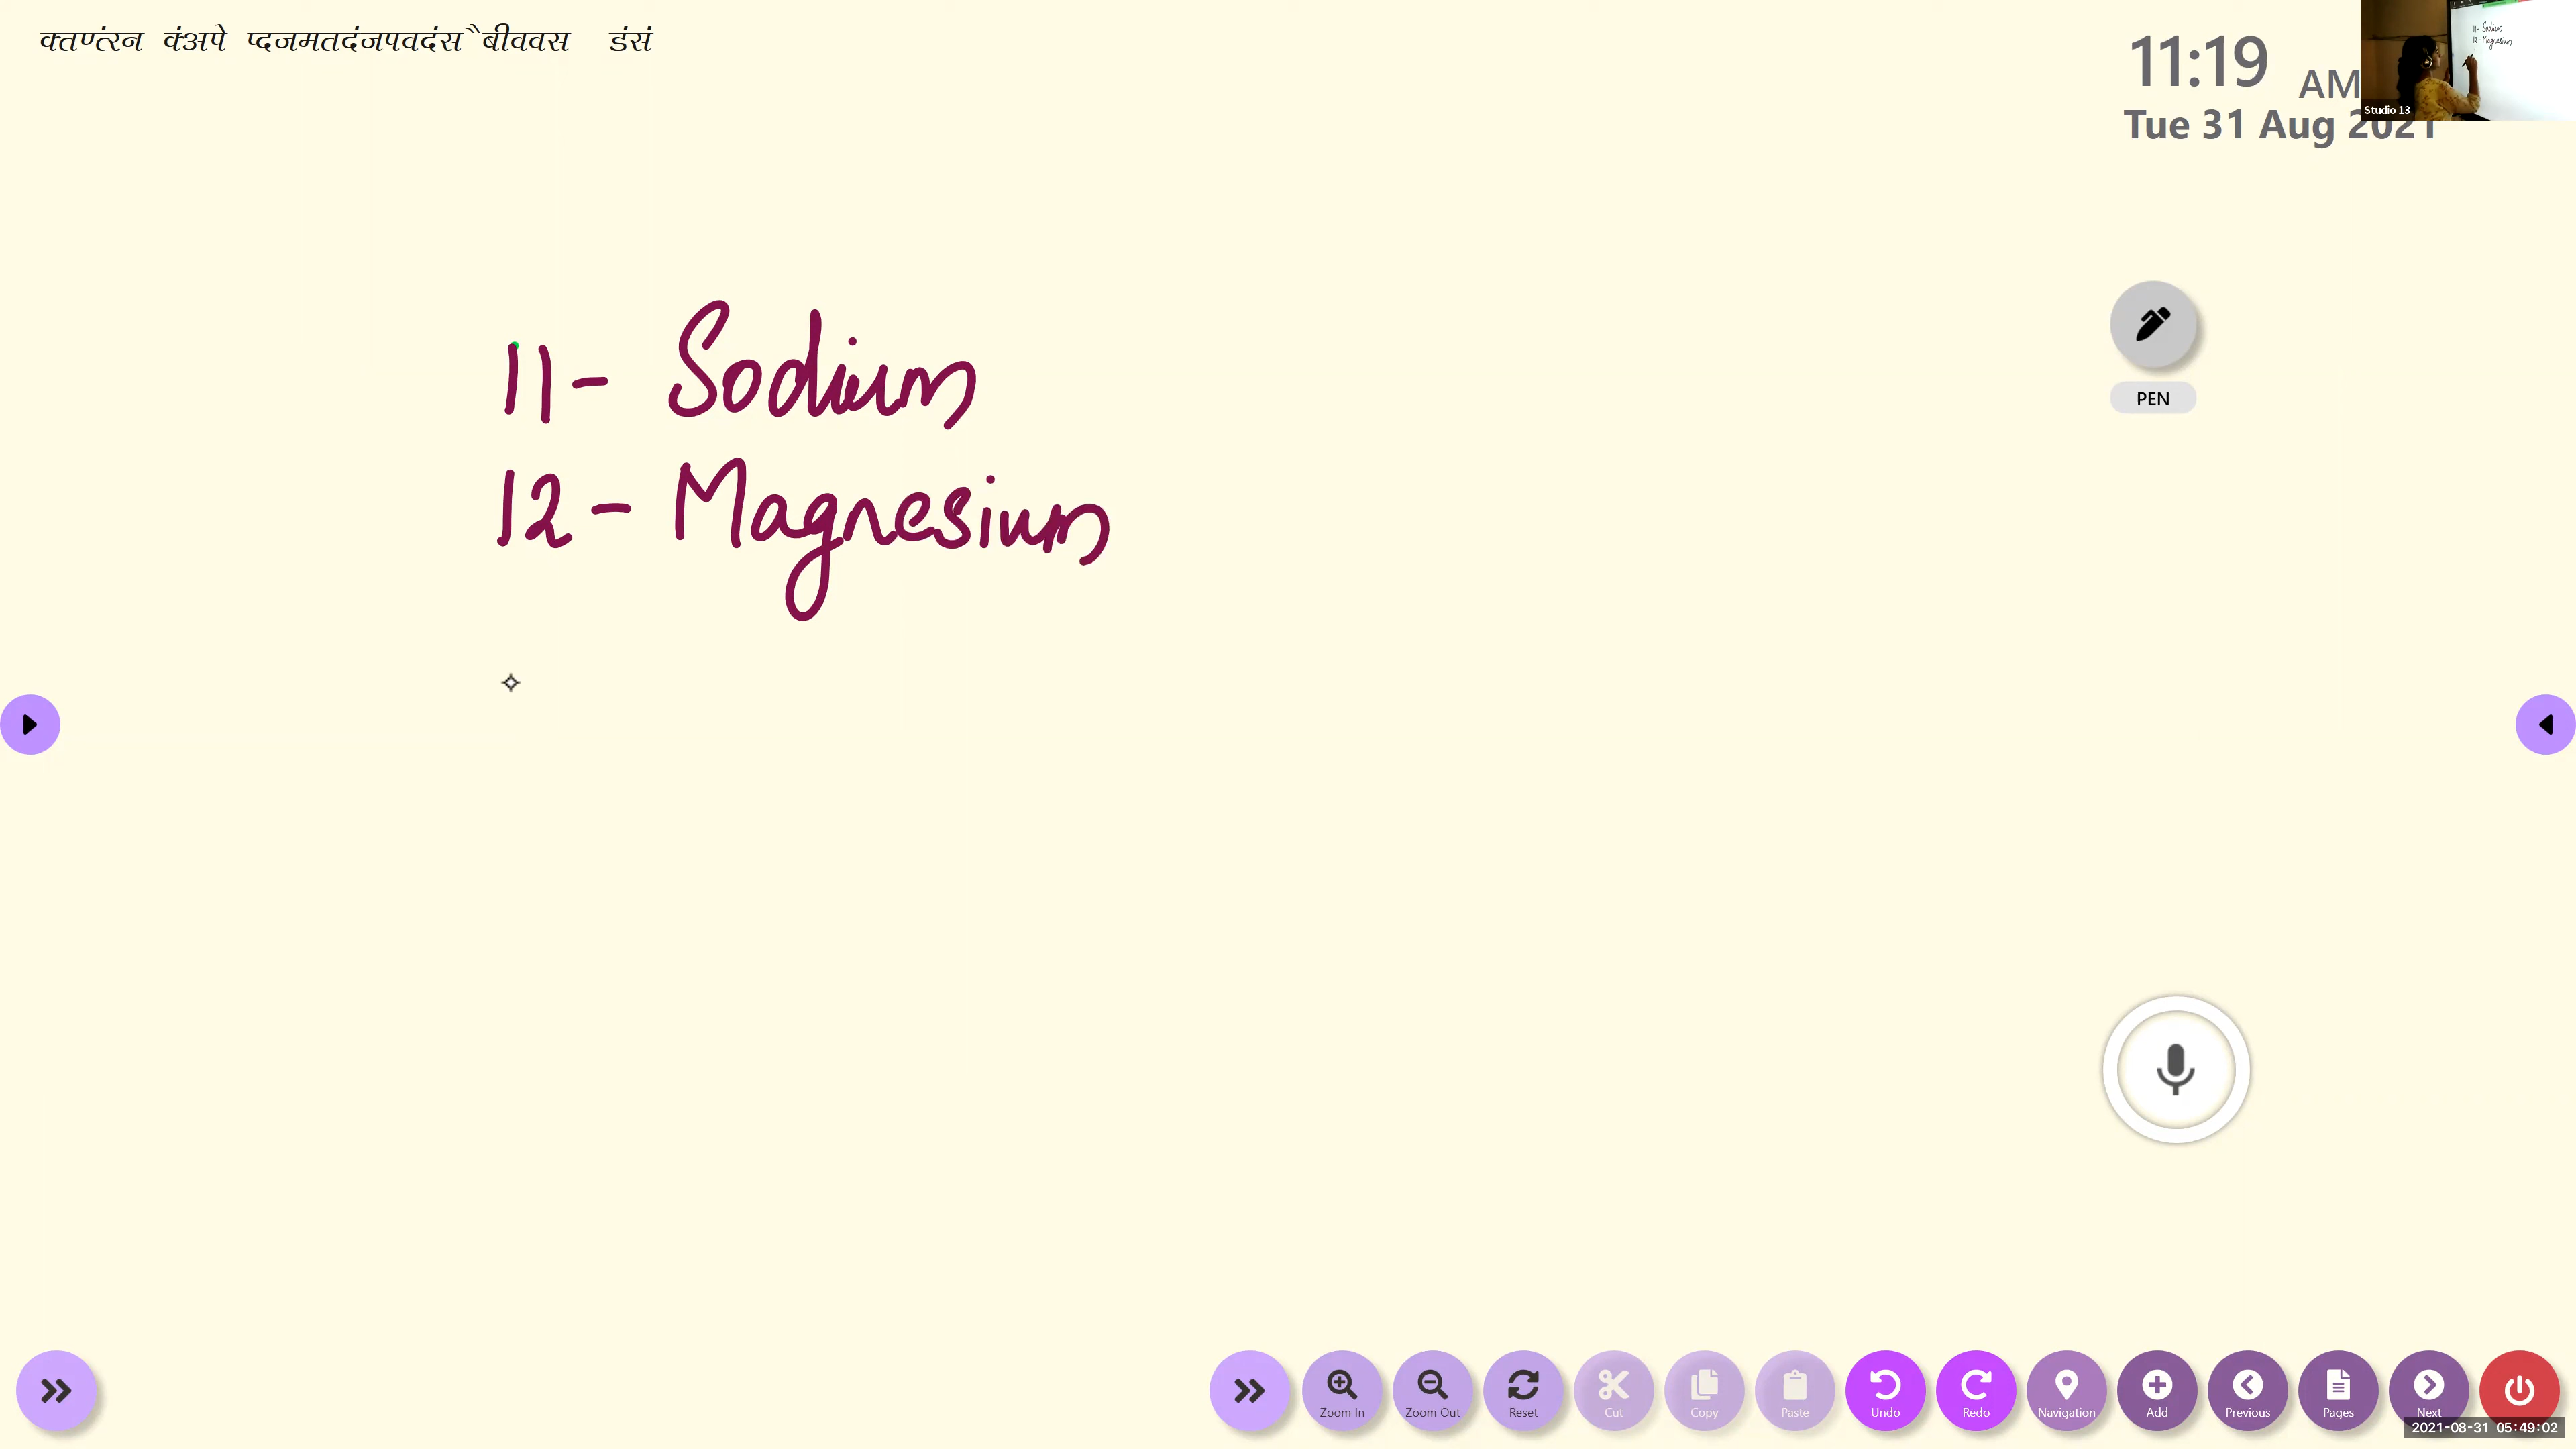 क्तण्त्ंरन क्ंअपे प्दजमतदंजपवदंस ैबीववस डंसं
11:19 AM
Tue 31 Aug 2021
Studio 13
11- Sodium
12- Magnesium
PEN
Zoom In Zoom Out Reset Cut Copy Paste Undo Redo Navigation Add Previous Pages Next
2021-08-31 05:49:02